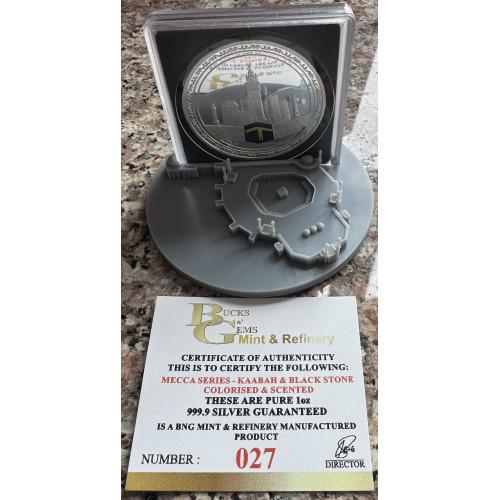 BUCKS
n'
GEMS
Mint & Refinery
CERTIFICATE OF AUTHENTICITY
THIS IS TO CERTIFY THE FOLLOWING:
MECCA SERIES - KAABAH & BLACK STONE
COLORISED & SCENTED
THESE ARE PURE 1oz
999.9 SILVER GUARANTEED
IS A BNG MINT & REFINERY MANUFACTURED
PRODUCT
NUMBER : 027
DIRECTOR